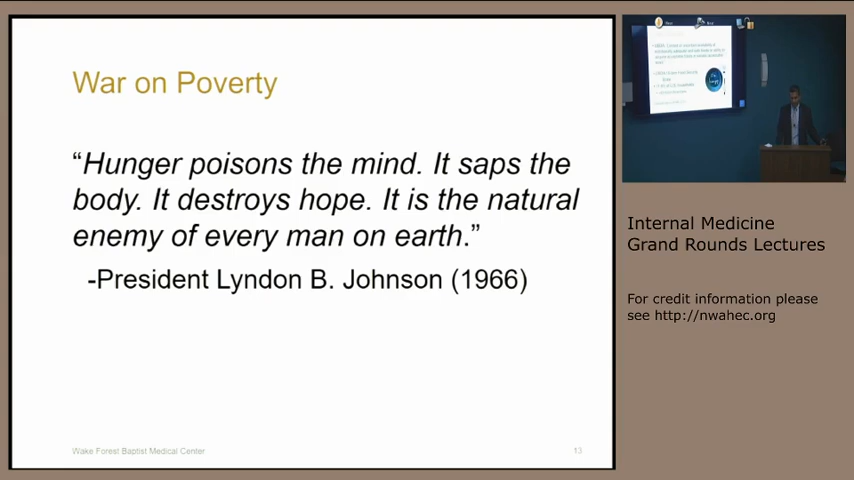 War on Poverty
“Hunger poisons the mind. It saps the
body. It destroys hope. It is the natural
enemy of every man on earth.”
-President Lyndon B. Johnson (1966)
Wake Forest Baptist Medical Center
13
Internal Medicine
Grand Rounds Lectures
For credit information please
see http://nwahec.org